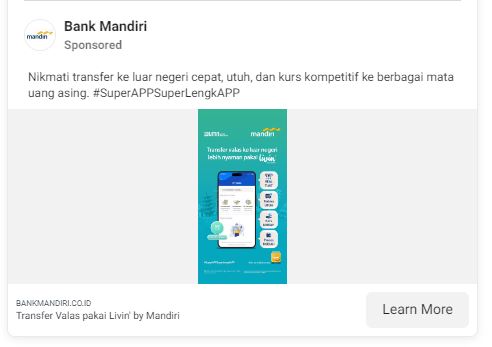 Bank Mandiri
Sponsored
mandiri
Nikmati transfer ke luar negeri cepat, utuh, dan kurs kompetitif ke berbagai mata
uang asing. #SuperAPPSuperLengkAPP
mandiri
Transfer valas ke luar negeri
lebih nyaman pakai livin'
BANKMANDIRI.CO.ID
Transfer Valas pakai Livin' by Mandiri
Learn More